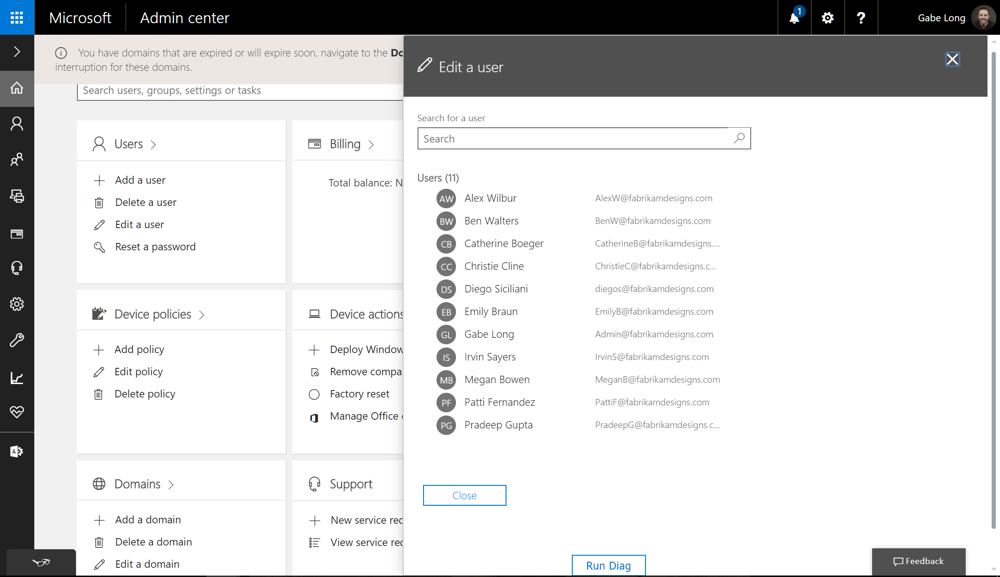 Microsoft
Admin center
1
?
Gabe Long
You have domains that are expired or will expire soon, navigate to the
interruption for these domains.
Search users, groups, settings or tasks
Users
Add a user
Delete a user
Edit a user
Reset a password
Billing
Total balance: N
Device policies
Add policy
Edit policy
Delete policy
Device actions
Deploy Window
Remove compa
Factory reset
Manage Office
Domains
Add a domain
Delete a domain
Edit a domain
Support
New service rec
View service rec
A
Edit a user
Search for a user
Search
Users (11)
AW Alex Wilbur AlexW@fabrikamdesigns.com
BW Ben Walters BenW@fabrikamdesigns.com
CB Catherine Boeger CatherineB@fabrikamdesigns....
CC Christie Cline ChristieC@fabrikamdesigns.c...
DS Diego Siciliani diegos@fabrikamdesigns.com
EB Emily Braun EmilyB@fabrikamdesigns.com
GL Gabe Long Admin@fabrikamdesigns.com
IS Irvin Sayers IrvinS@fabrikamdesigns.com
MB Megan Bowen MeganB@fabrikamdesigns.com
PF Patti Fernandez PattiF@fabrikamdesigns.com
PG Pradeep Gupta PradeepG@fabrikamdesigns.c...
Close
Run Diag
Feedback